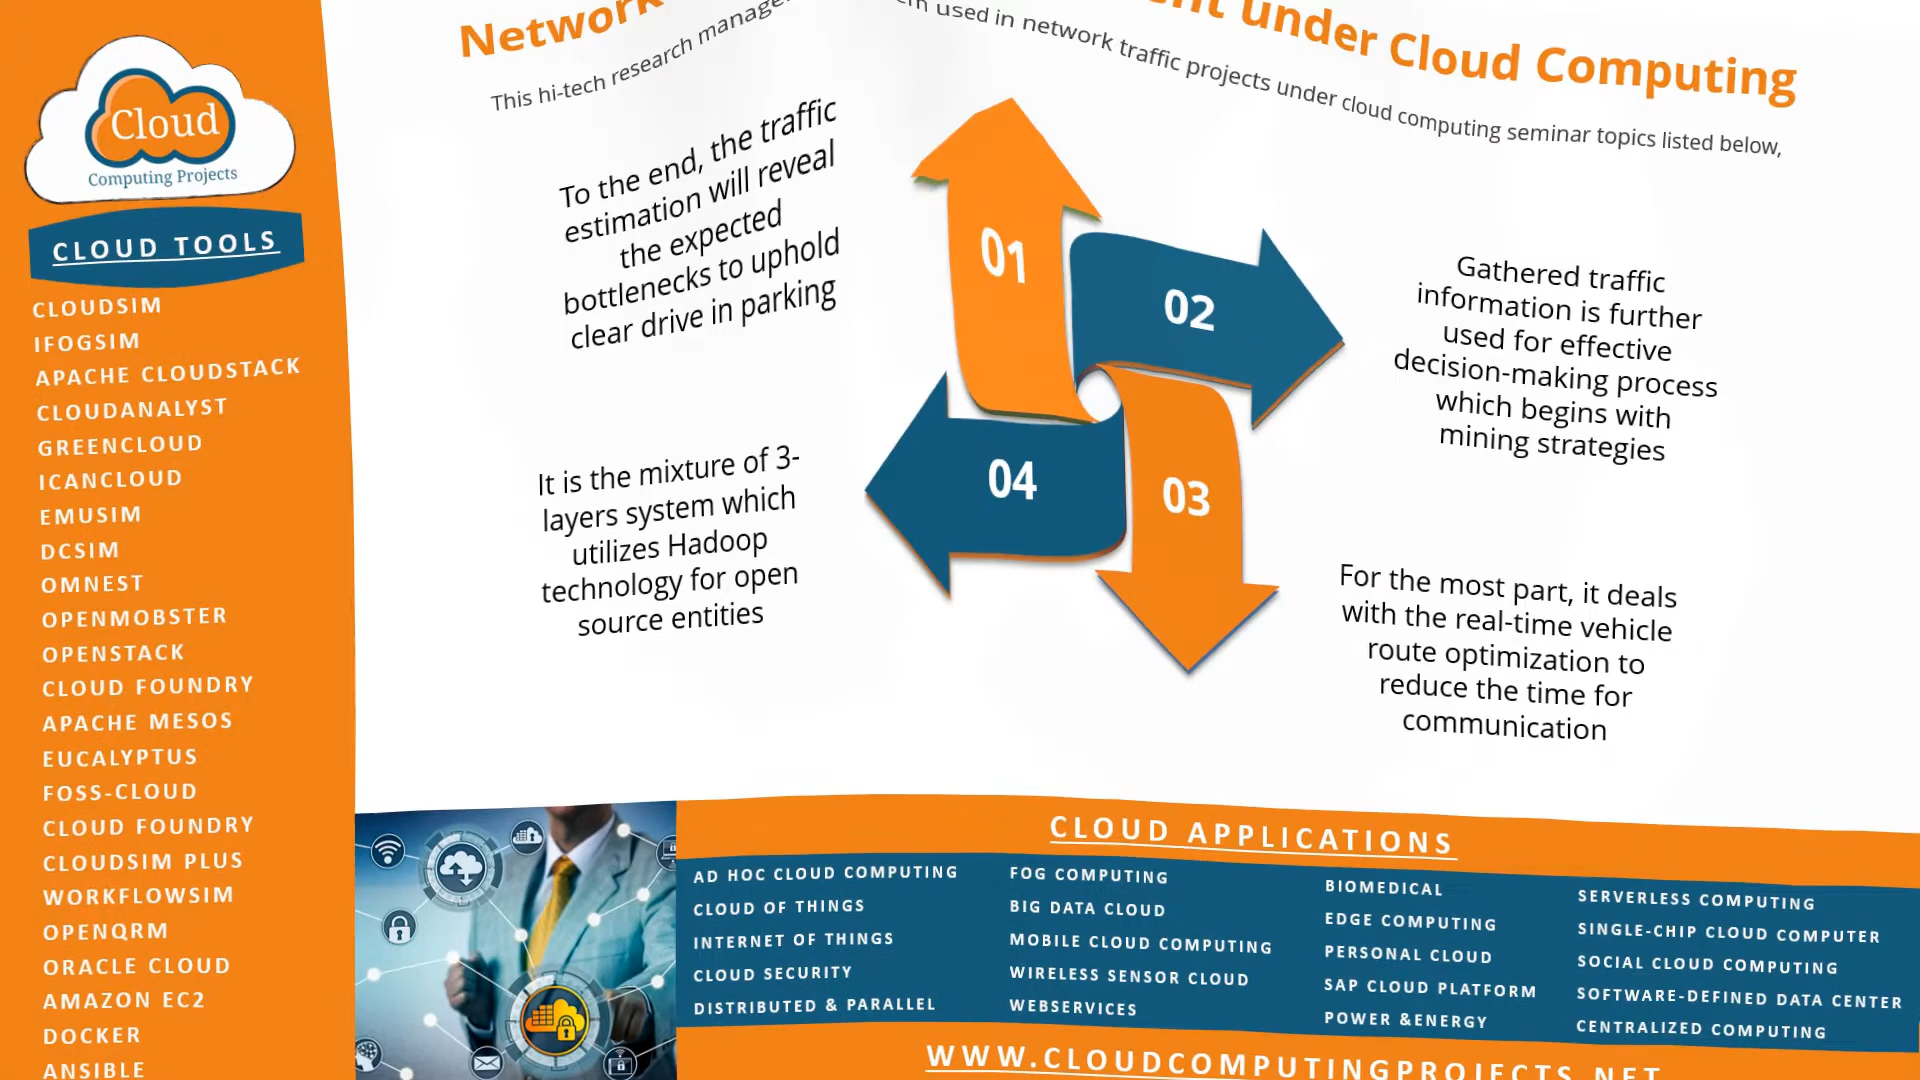 Cloud
Computing Projects
CLOUD TOOLS
CLOUDSIM
IFOGSIM
APACHE CLOUDSTACK
CLOUDANALYST
GREENCLOUD
ICANCLOUD
EMUSIM
DCSIM
OMNEST
OPENMOBSTER
OPENSTACK
CLOUD FOUNDRY
APACHE MESOS
EUCALYPTUS
FOSS-CLOUD
CLOUD FOUNDRY
CLOUDSIM PLUS
WORKFLOWSIM
OPENQRM
ORACLE CLOUD
AMAZON EC2
DOCKER
ANSIBLE
Network under Cloud Computing
This hi-tech research used in network traffic projects under cloud computing seminar topics listed below,
To the end, the traffic
estimation will reveal
the expected
bottlenecks to uphold
clear drive in parking
01
02
Gathered traffic
information is further
used for effective
decision-making process
which begins with
mining strategies
It is the mixture of 3-
layers system which
utilizes Hadoop
technology for open
source entities
04
03
For the most part, it deals
with the real-time vehicle
route optimization to
reduce the time for
communication
CLOUD APPLICATIONS
AD HOC CLOUD COMPUTING
CLOUD OF THINGS
INTERNET OF THINGS
CLOUD SECURITY
DISTRIBUTED & PARALLEL
FOG COMPUTING
BIG DATA CLOUD
MOBILE CLOUD COMPUTING
WIRELESS SENSOR CLOUD
WEBSERVICES
BIOMEDICAL
EDGE COMPUTING
PERSONAL CLOUD
SAP CLOUD PLATFORM
POWER &ENERGY
SERVERLESS COMPUTING
SINGLE-CHIP CLOUD COMPUTER
SOCIAL CLOUD COMPUTING
SOFTWARE-DEFINED DATA CENTER
CENTRALIZED COMPUTING
WWW.CLOUDCOMPUTINGPROJECTS.NET